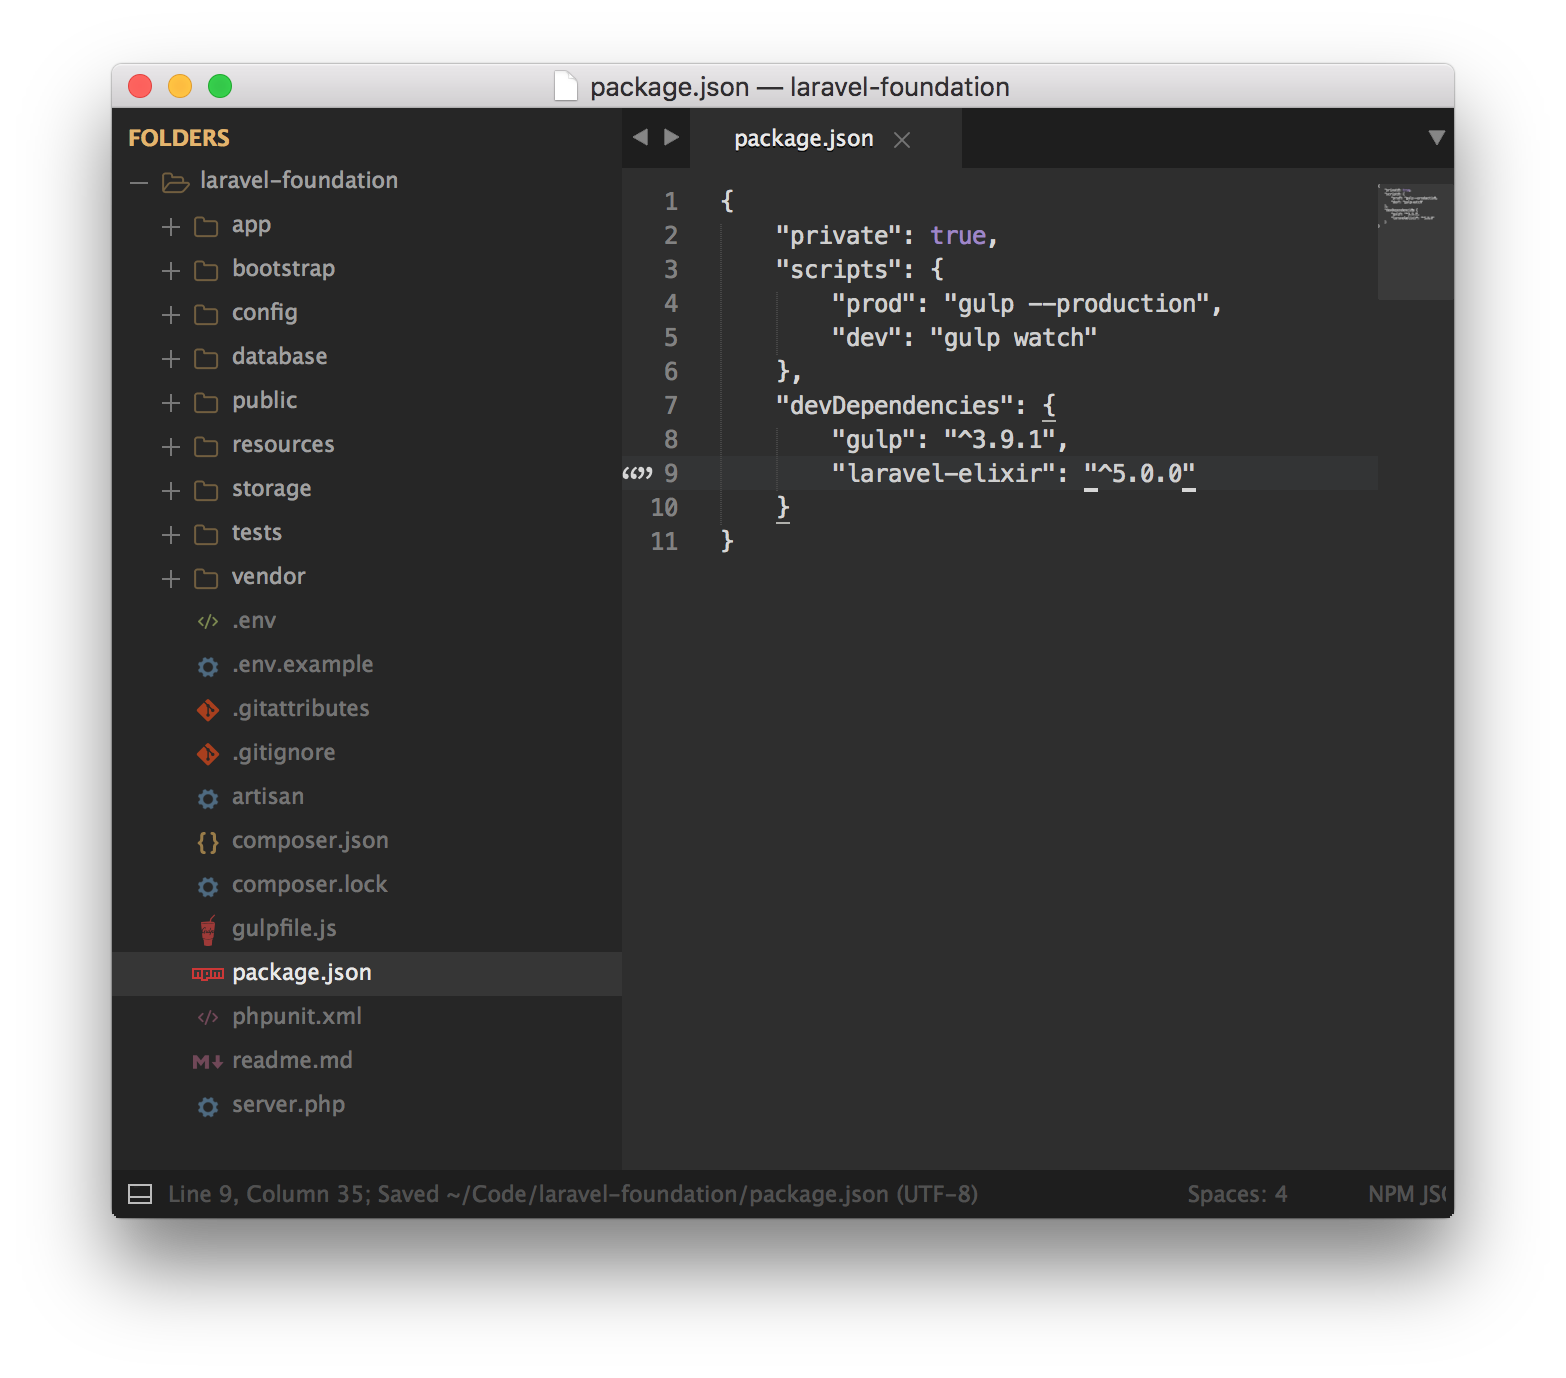 package.json — laravel-foundation
FOLDERS
laravel-foundation
app
bootstrap
config
database
public
resources
storage
tests
vendor
.env
.env.example
.gitattributes
.gitignore
artisan
composer.json
composer.lock
gulpfile.js
npm package.json
phpunit.xml
readme.md
server.php
package.json
1 {
2 "private": true,
3 "scripts": {
4 "prod": "gulp --production",
5 "dev": "gulp watch"
6 },
7 "devDependencies": {
8 "gulp": "^3.9.1",
9 "laravel-elixir": "^5.0.0"
10 }
11 }
Line 9, Column 35; Saved ~/Code/laravel-foundation/package.json (UTF-8)
Spaces: 4
NPM